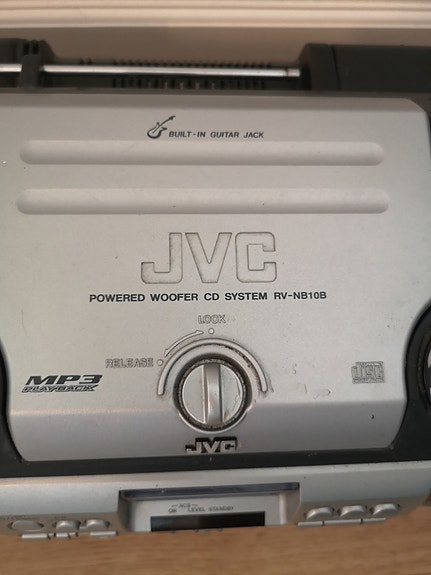 BUILT-IN GUITAR JACK
JVC
POWERED WOOFER CD SYSTEM RV-NB10B
LOCK
RELEASE
MP3
PLAYBACK
JVC